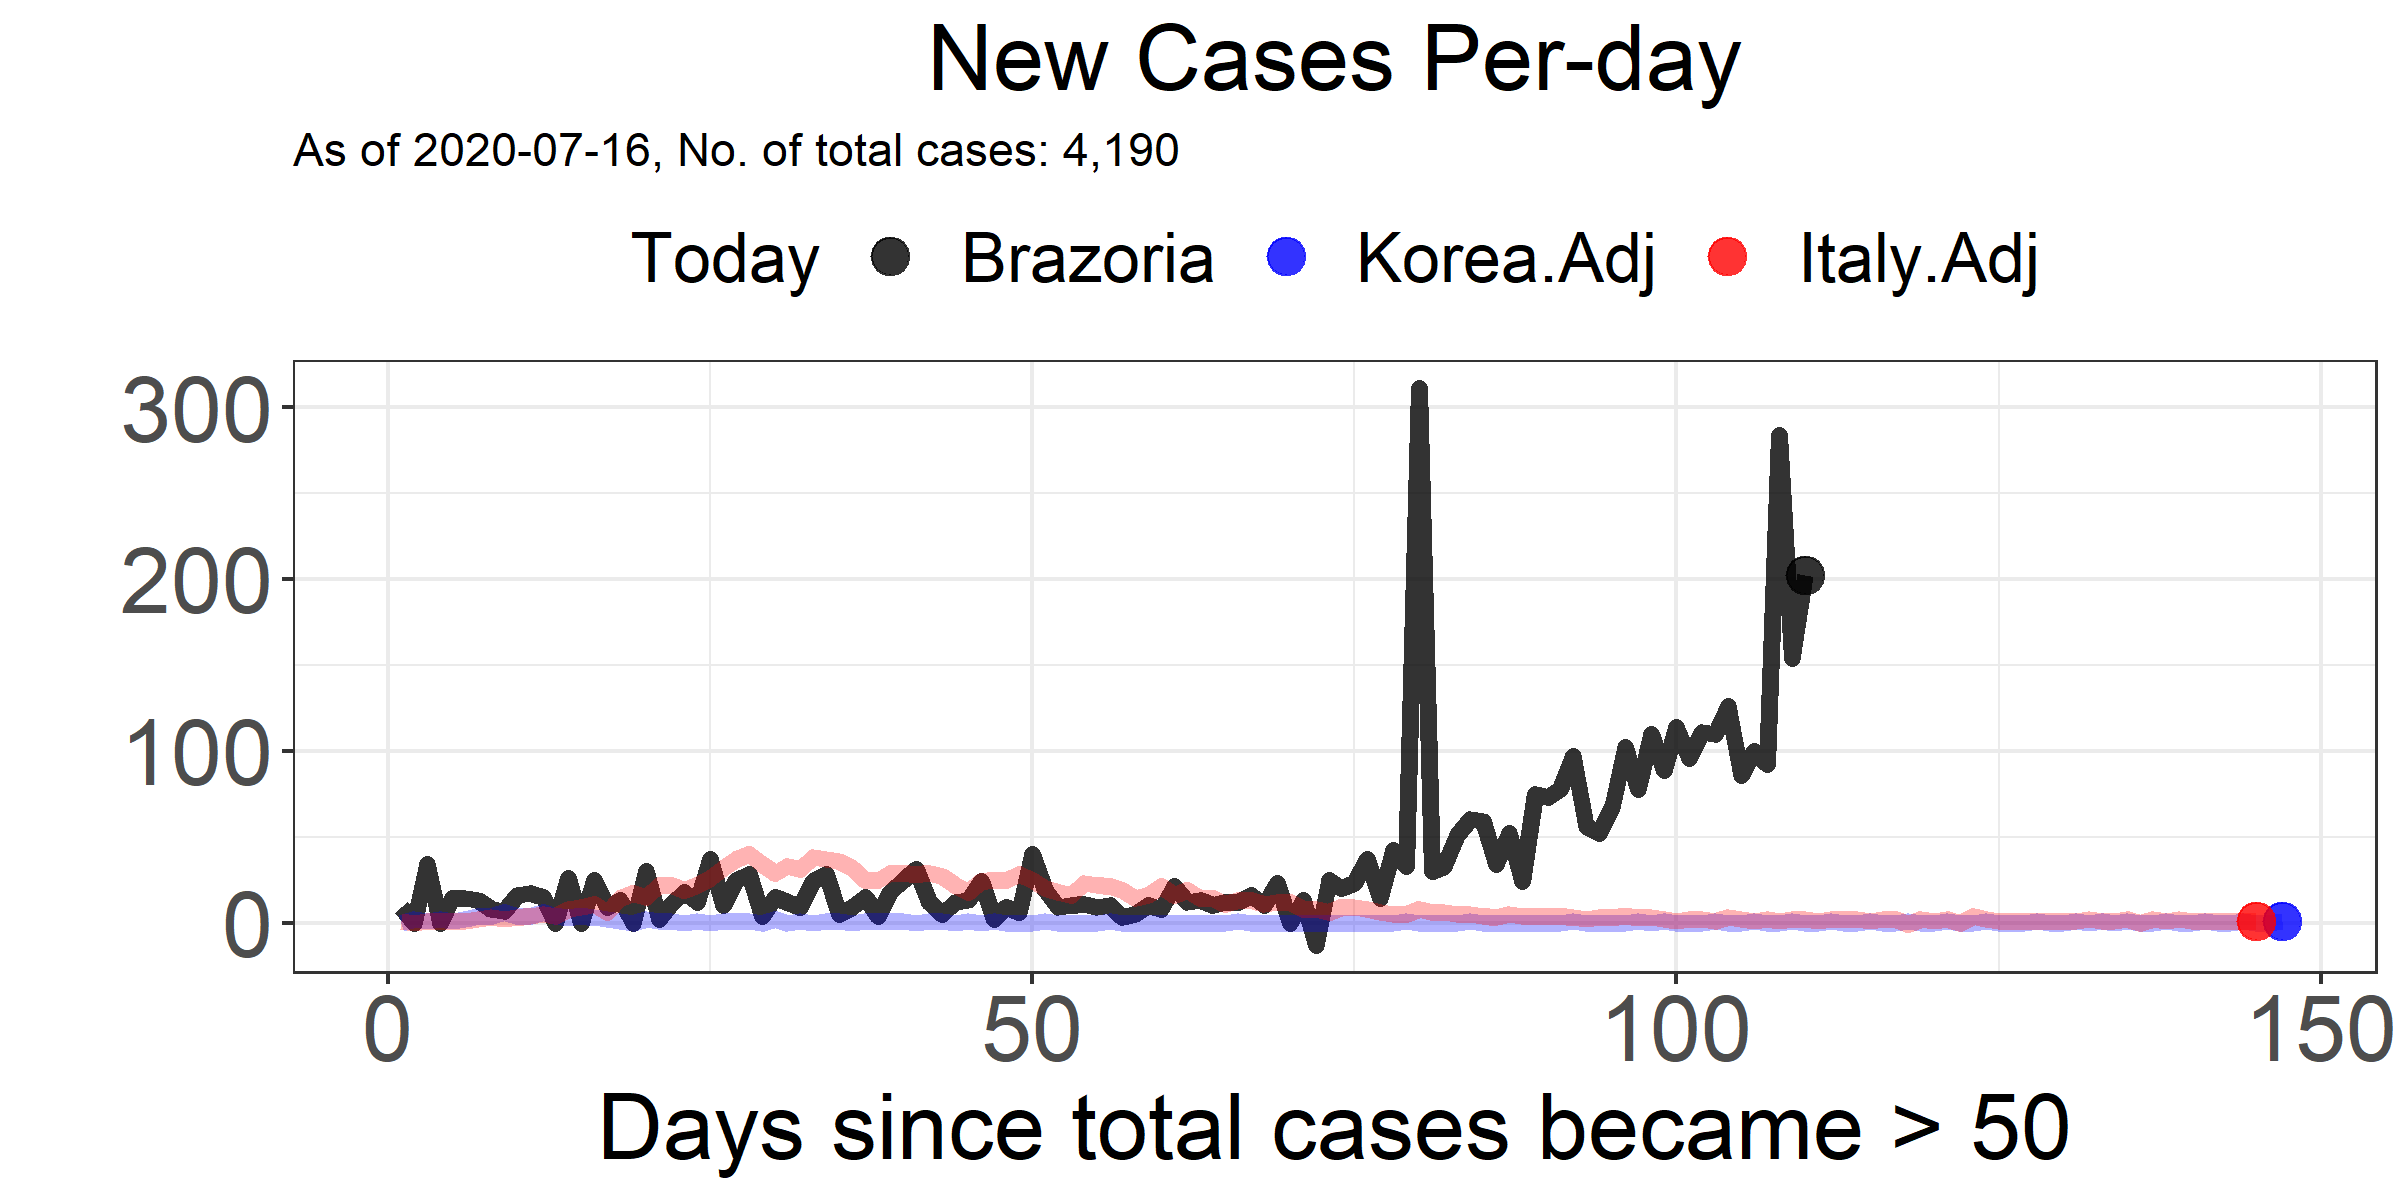 New Cases Per-day
As of 2020-07-16, No. of total cases: 4,190
Today Brazoria Korea.Adj Italy.Adj
300
200
100
0
0 50 100 150
Days since total cases became > 50